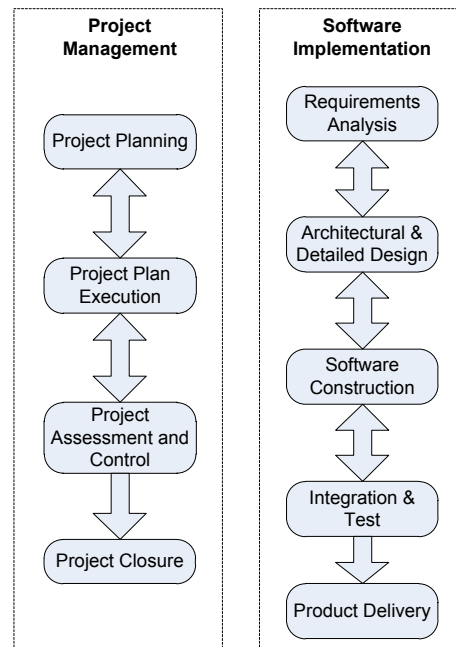 Project
Management
Project Planning
Project Plan
Execution
Project
Assessment and
Control
Project Closure
Software
Implementation
Requirements
Analysis
Architectural &
Detailed Design
Software
Construction
Integration &
Test
Product Delivery